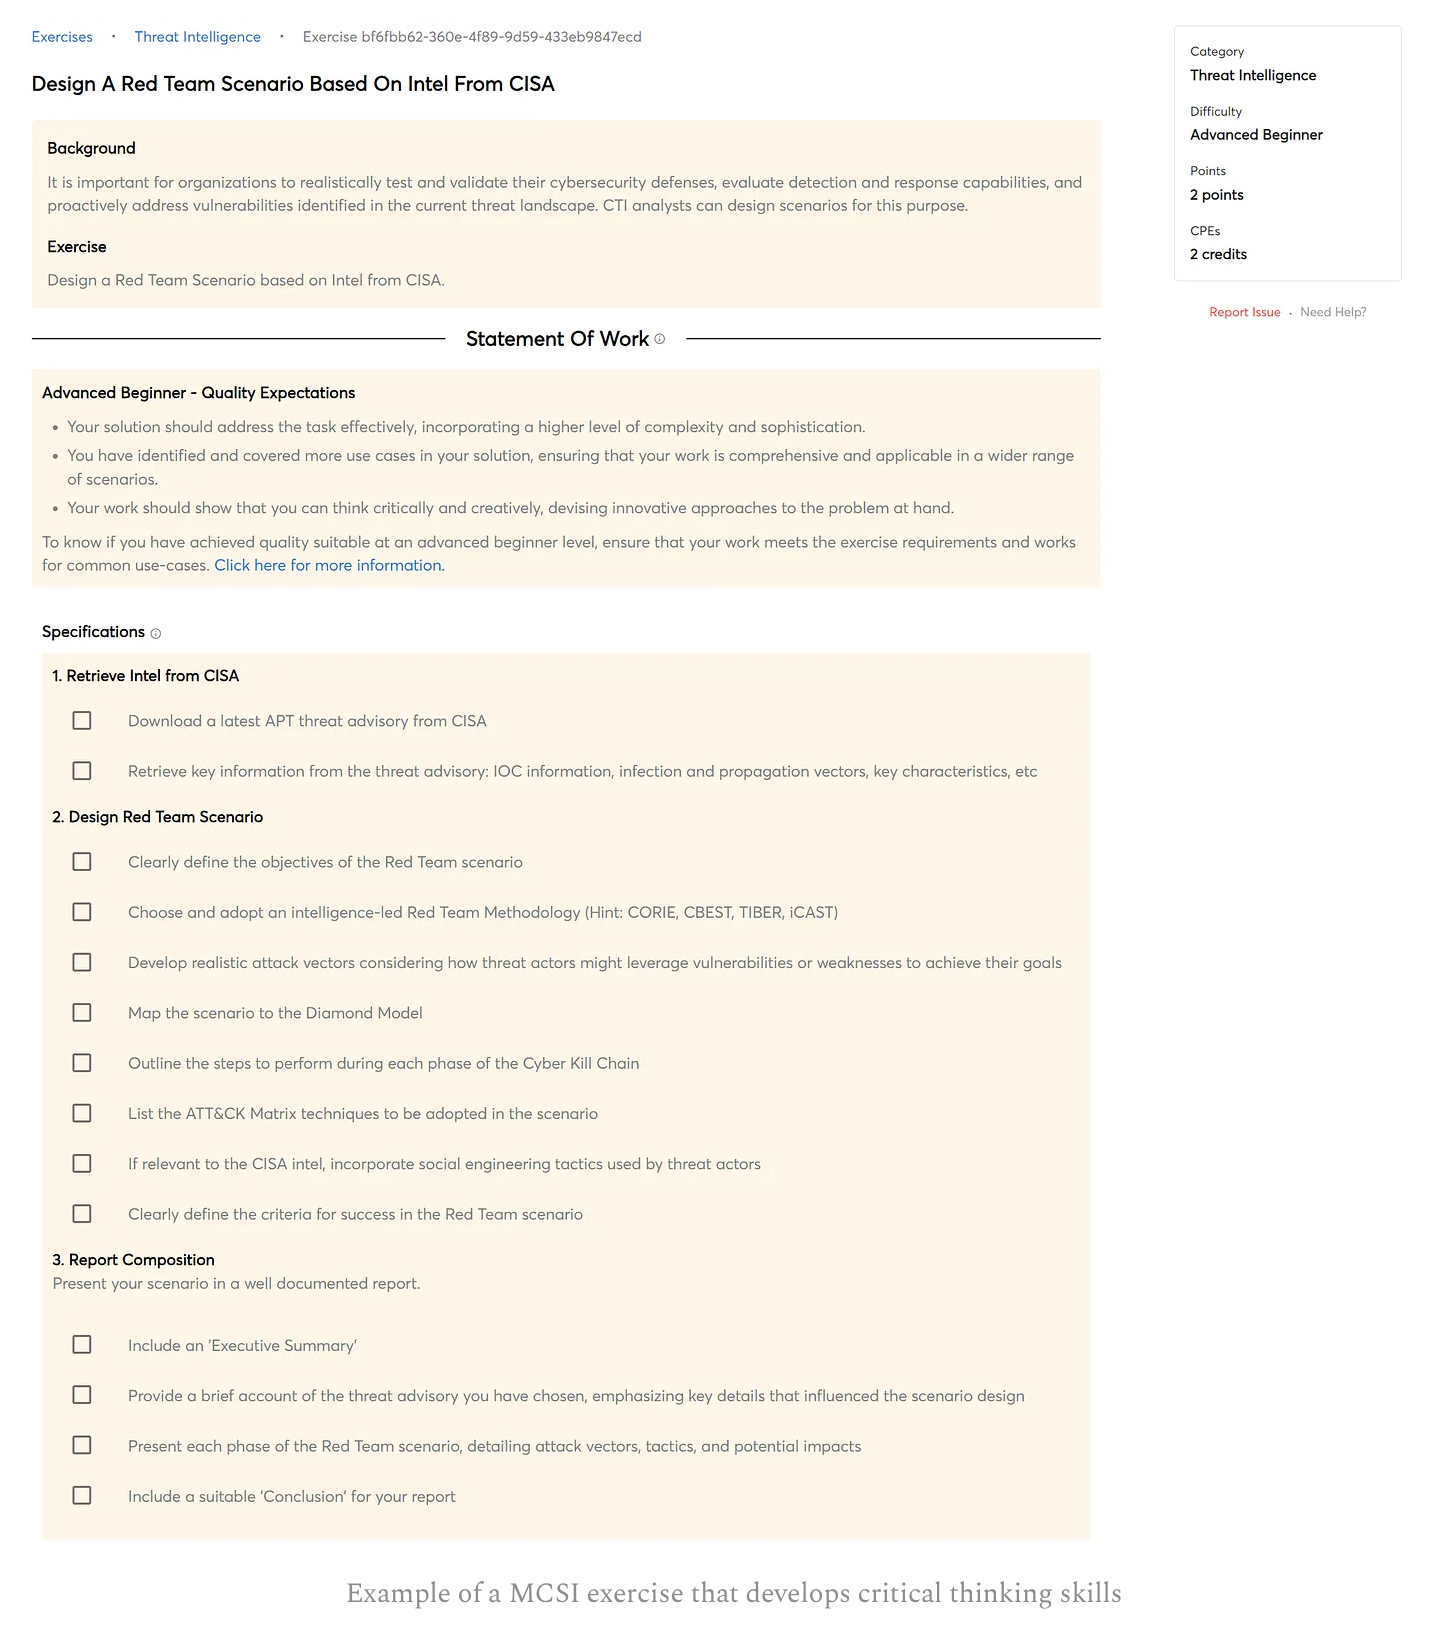 Exercises • Threat Intelligence • Exercise bf6fbb62-360e-4f89-9d59-433eb9847ecd
Design A Red Team Scenario Based On Intel From CISA
Background
It is important for organizations to realistically test and validate their cybersecurity defenses, evaluate detection and response capabilities, and
proactively address vulnerabilities identified in the current threat landscape. CTI analysts can design scenarios for this purpose.
Exercise
Design a Red Team Scenario based on Intel from CISA.
Category
Threat Intelligence
Difficulty
Advanced Beginner
Points
2 points
CPEs
2 credits
Report Issue • Need Help?
Statement Of Work
Advanced Beginner - Quality Expectations
• Your solution should address the task effectively, incorporating a higher level of complexity and sophistication.
• You have identified and covered more use cases in your solution, ensuring that your work is comprehensive and applicable in a wider range
of scenarios.
• Your work should show that you can think critically and creatively, devising innovative approaches to the problem at hand.
To know if you have achieved quality suitable at an advanced beginner level, ensure that your work meets the exercise requirements and works
for common use-cases. Click here for more information.
Specifications
1. Retrieve Intel from CISA
Download a latest APT threat advisory from CISA
Retrieve key information from the threat advisory: IOC information, infection and propagation vectors, key characteristics, etc
2. Design Red Team Scenario
Clearly define the objectives of the Red Team scenario
Choose and adopt an intelligence-led Red Team Methodology (Hint: CORIE, CBEST, TIBER, iCAST)
Develop realistic attack vectors considering how threat actors might leverage vulnerabilities or weaknesses to achieve their goals
Map the scenario to the Diamond Model
Outline the steps to perform during each phase of the Cyber Kill Chain
List the ATT&CK Matrix techniques to be adopted in the scenario
If relevant to the CISA intel, incorporate social engineering tactics used by threat actors
Clearly define the criteria for success in the Red Team scenario
3. Report Composition
Present your scenario in a well documented report.
Include an 'Executive Summary'
Provide a brief account of the threat advisory you have chosen, emphasizing key details that influenced the scenario design
Present each phase of the Red Team scenario, detailing attack vectors, tactics, and potential impacts
Include a suitable 'Conclusion' for your report
Example of a MCSI exercise that develops critical thinking skills